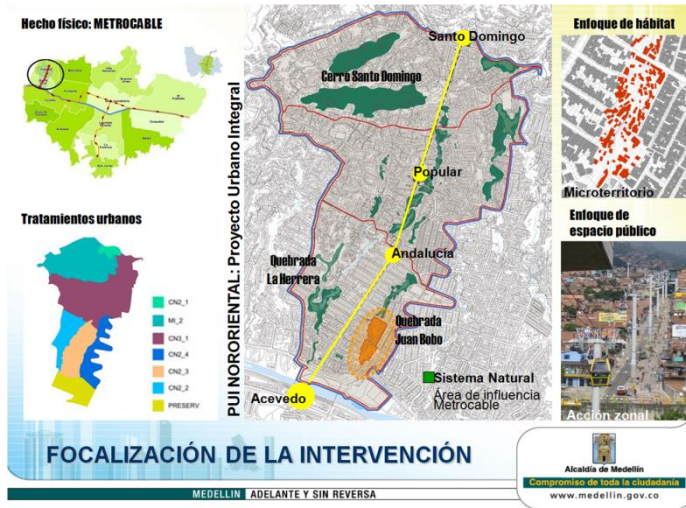 Hecho físico: METROCABLE
Tratamientos urbanos
CN2_1
MI_2
CN3_1
CN2_4
CN2_3
CN2_2
PRESERV
PUI NORORIENTAL: Proyecto Urbano Integral
Santo Domingo
Cerro Santo Domingo
Popular
Andalucía
Quebrada
La Herrera
Quebrada
Juan Bobo
Acevedo
Sistema Natural
Área de influencia
Metrocable
Enfoque de hábitat
Microterritorio
Enfoque de
espacio público
Acción zonal
FOCALIZACIÓN DE LA INTERVENCIÓN
MEDELLIN ADELANTE Y SIN REVERSA
Alcaldía de Medellín
Compromiso de toda la ciudadanía
www.medellin.gov.co